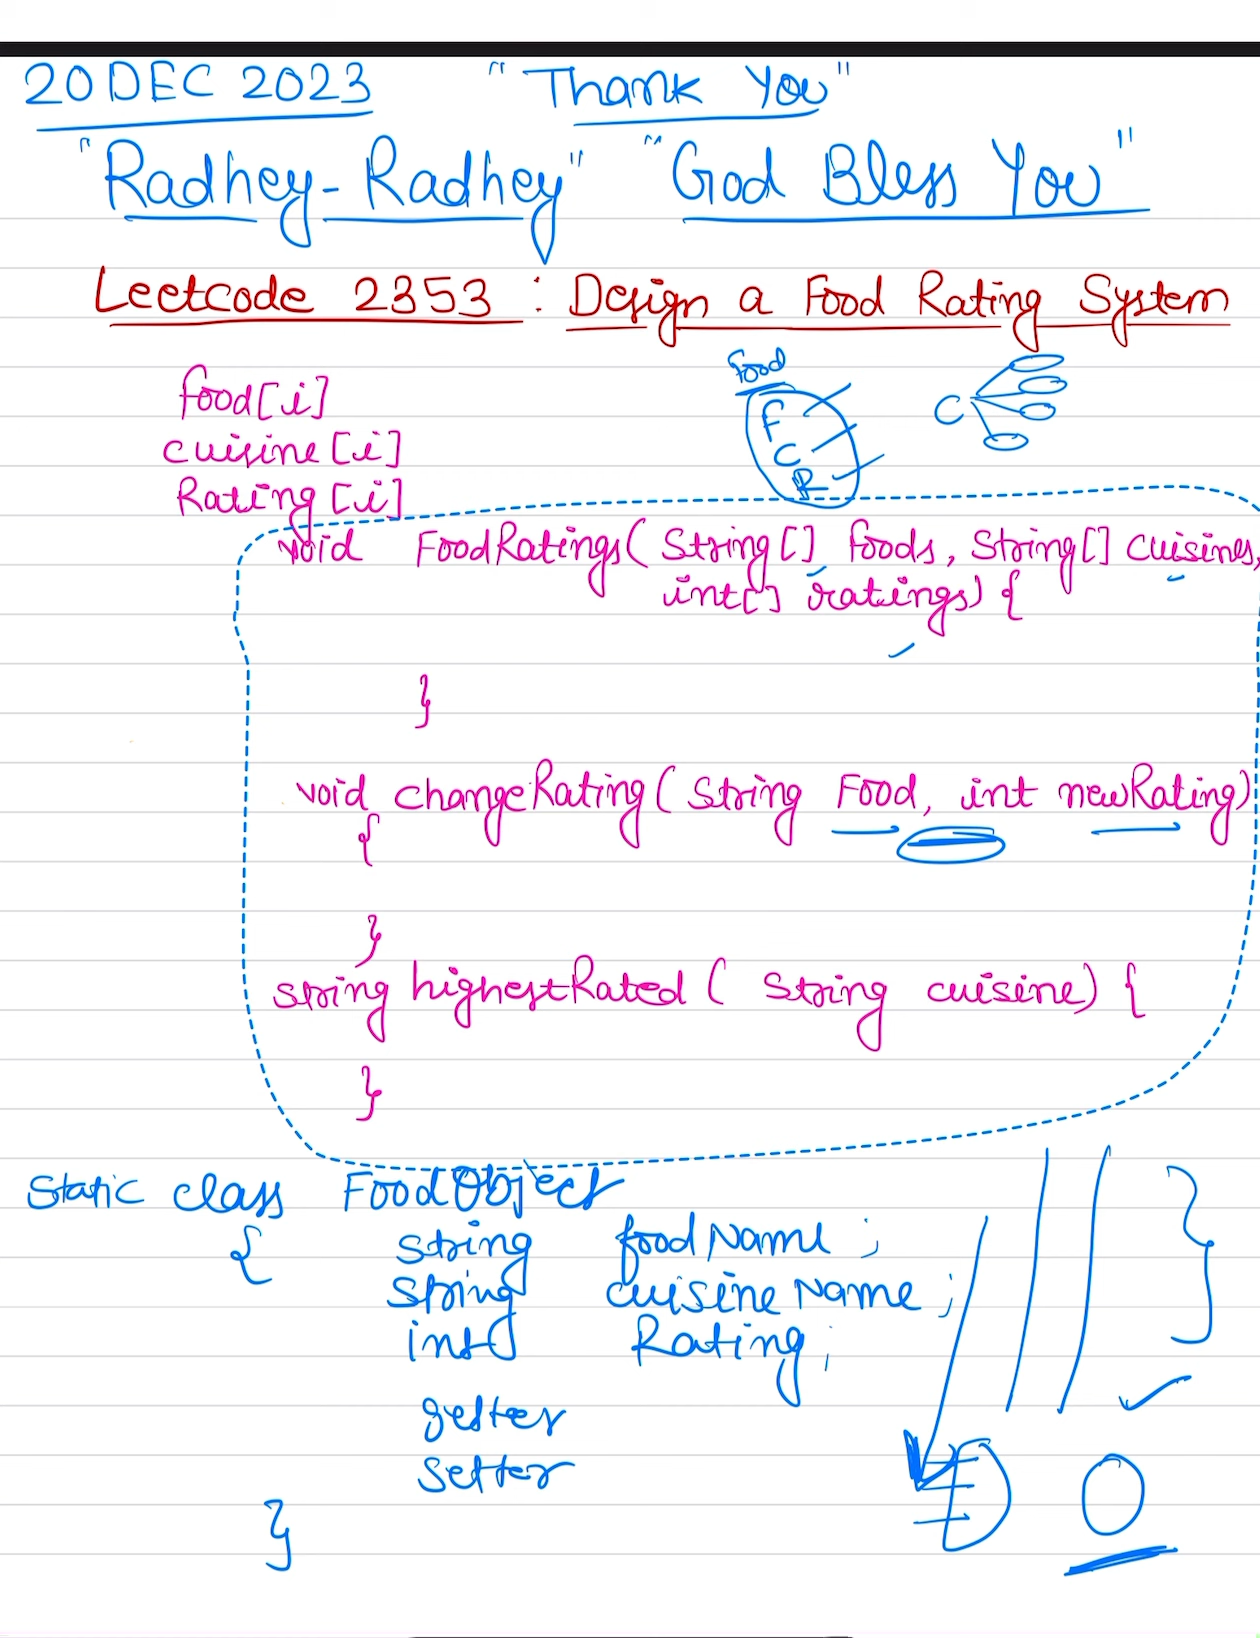 20 DEC 2023 "Thank You"
"Radhey-Radhey" "God Bless You"
Leetcode 2353 : Design a Food Rating System
food[i]
cuisine[i]
Rating[i]
food
F
C
R
C
void FoodRatings( String[] foods, String[] cuisines,
int[] ratings) {
}
void changeRating( String Food, int newRating)
{
}
string highestRated ( String cuisine) {
}
Static class FoodObject
{ string foodName ;
string cuisineName ;
int Rating ;
getter
setter
}